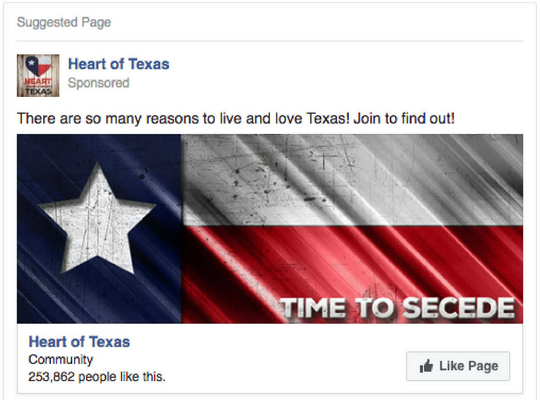 Suggested Page
Heart of Texas
Sponsored
HEART
TEXAS
There are so many reasons to live and love Texas! Join to find out!
TIME TO SECEDE
Heart of Texas
Community
253,862 people like this.
Like Page